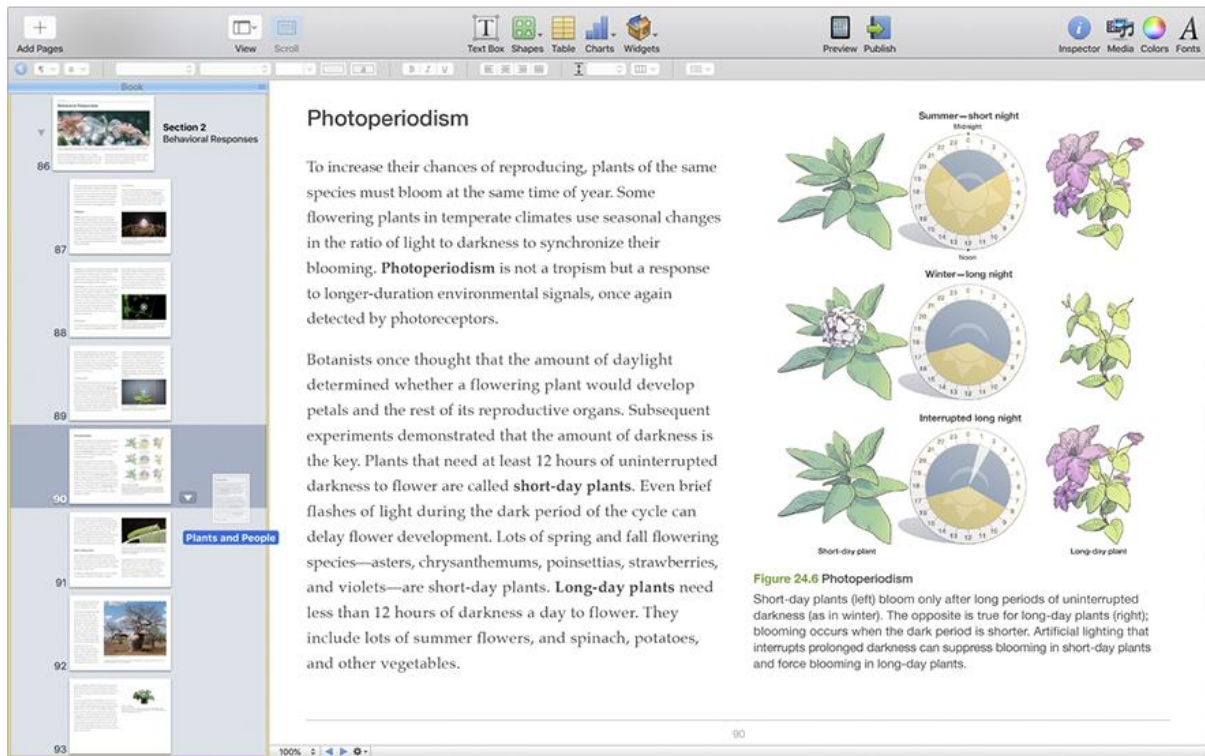 Add Pages
View
Scroll
Text Box
Shapes
Table
Charts
Widgets
Preview
Publish
Inspector
Media
Colors
Fonts
Book
Section 2
Behavioral Responses
86
87
88
89
90
Plants and People
91
92
93
Photoperiodism
To increase their chances of reproducing, plants of the same
species must bloom at the same time of year. Some
flowering plants in temperate climates use seasonal changes
in the ratio of light to darkness to synchronize their
blooming. Photoperiodism is not a tropism but a response
to longer-duration environmental signals, once again
detected by photoreceptors.
Botanists once thought that the amount of daylight
determined whether a flowering plant would develop
petals and the rest of its reproductive organs. Subsequent
experiments demonstrated that the amount of darkness is
the key. Plants that need at least 12 hours of uninterrupted
darkness to flower are called short-day plants. Even brief
flashes of light during the dark period of the cycle can
delay flower development. Lots of spring and fall flowering
species—asters, chrysanthemums, poinsettias, strawberries,
and violets—are short-day plants. Long-day plants need
less than 12 hours of darkness a day to flower. They
include lots of summer flowers, and spinach, potatoes,
and other vegetables.
Summer—short night
Midnight
Noon
Winter—long night
Interrupted long night
Short-day plant
Long-day plant
Figure 24.6 Photoperiodism
Short-day plants (left) bloom only after long periods of uninterrupted
darkness (as in winter). The opposite is true for long-day plants (right);
blooming occurs when the dark period is shorter. Artificial lighting that
interrupts prolonged darkness can suppress blooming in short-day plants
and force blooming in long-day plants.
90
100%